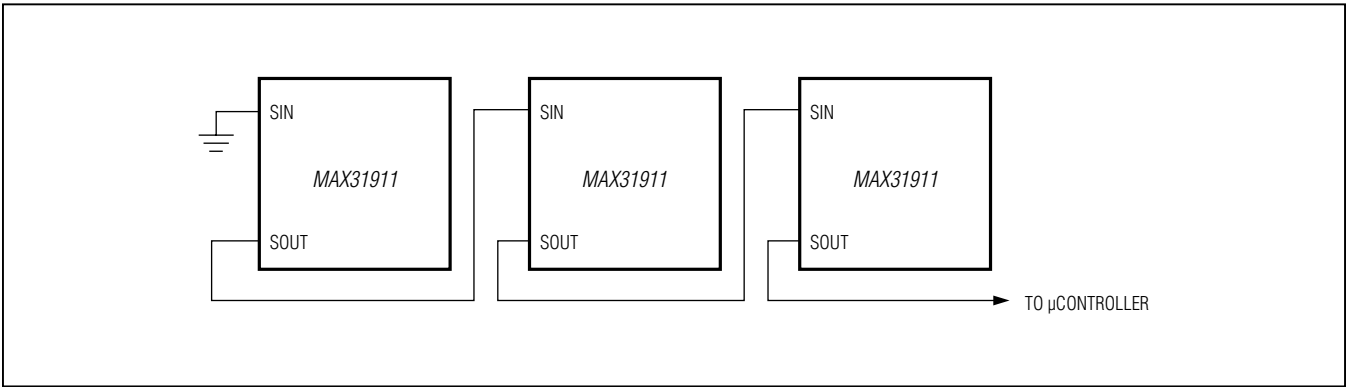 SIN
MAX31911
SOUT
SIN
MAX31911
SOUT
SIN
MAX31911
SOUT
TO µCONTROLLER